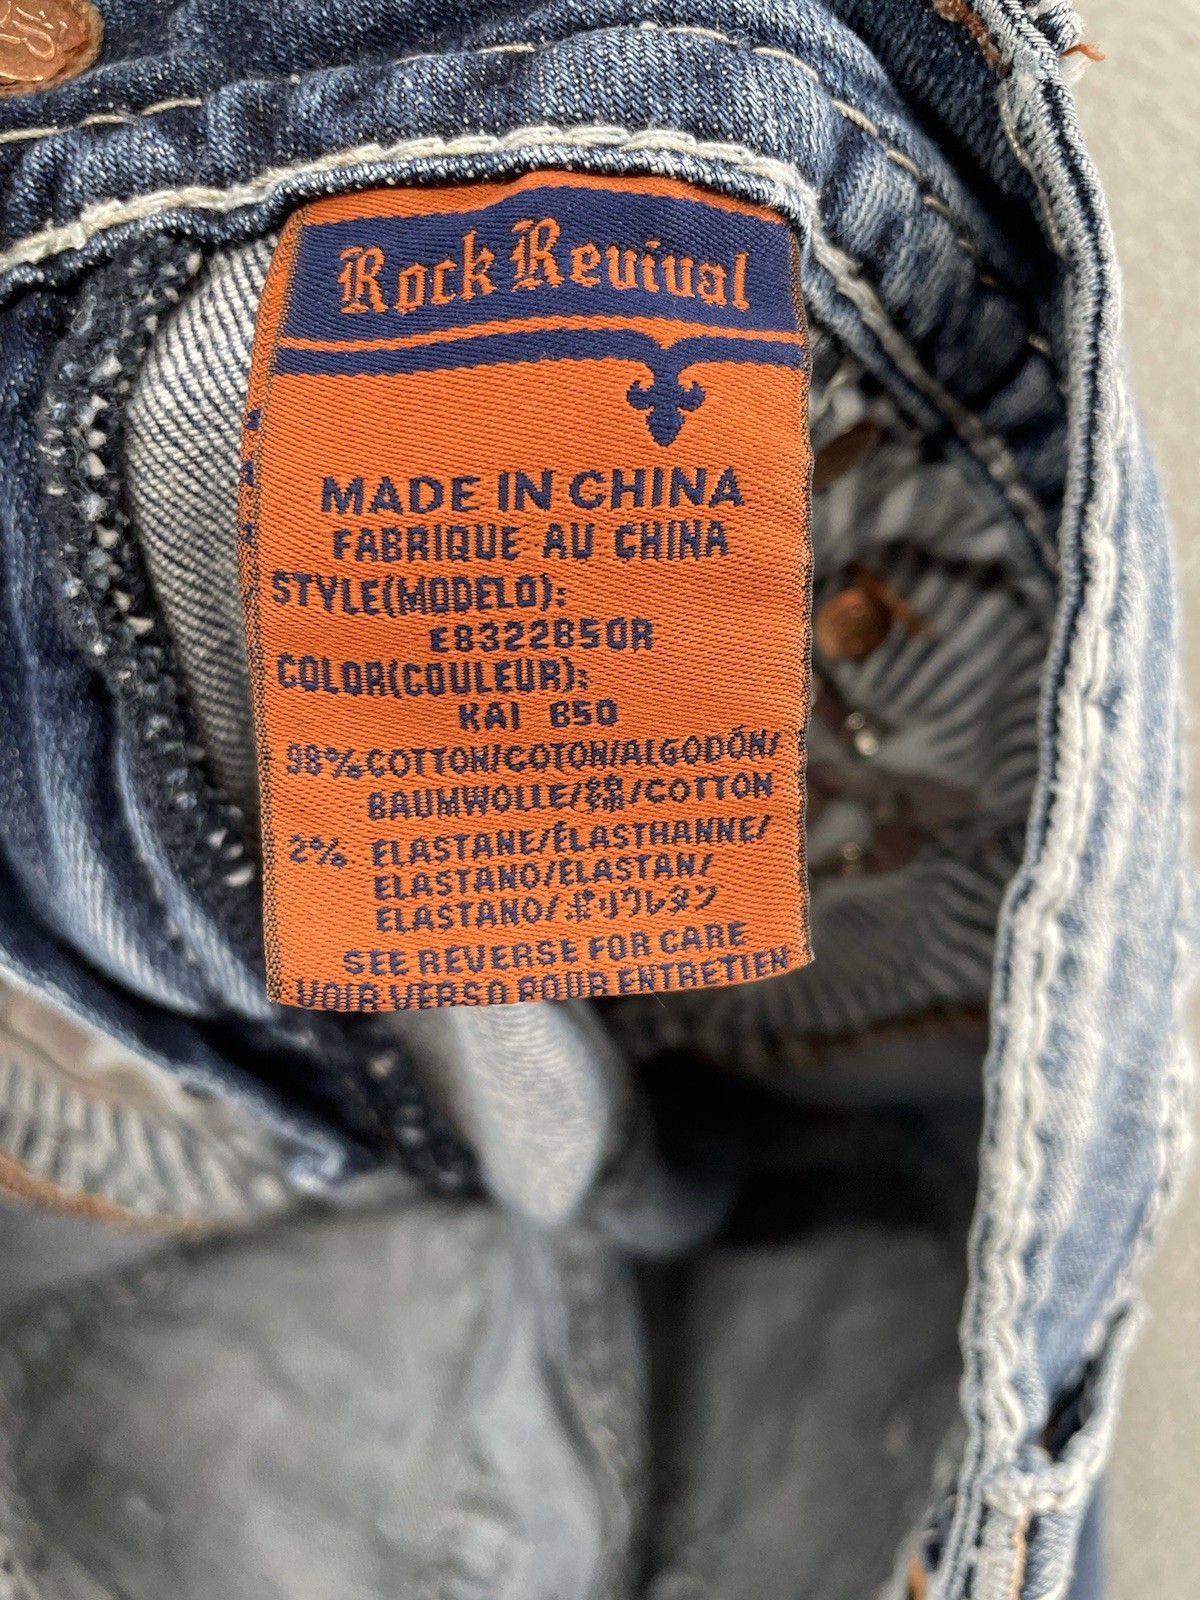 Rock Revival
MADE IN CHINA
FABRIQUE AU CHINA
STYLE(MODELO):
EB322B50R
COLOR(COULEUR):
KAI B50
98% COTTON/COTON/ALGODÓN/
BAUMWOLLE/綿/COTTON
2% ELASTANE/ÉLASTHANNE/
ELASTANO/ELASTAN/
ELASTANO/ポリウレタン
SEE REVERSE FOR CARE
VOIR VERSO POUR ENTRETIEN